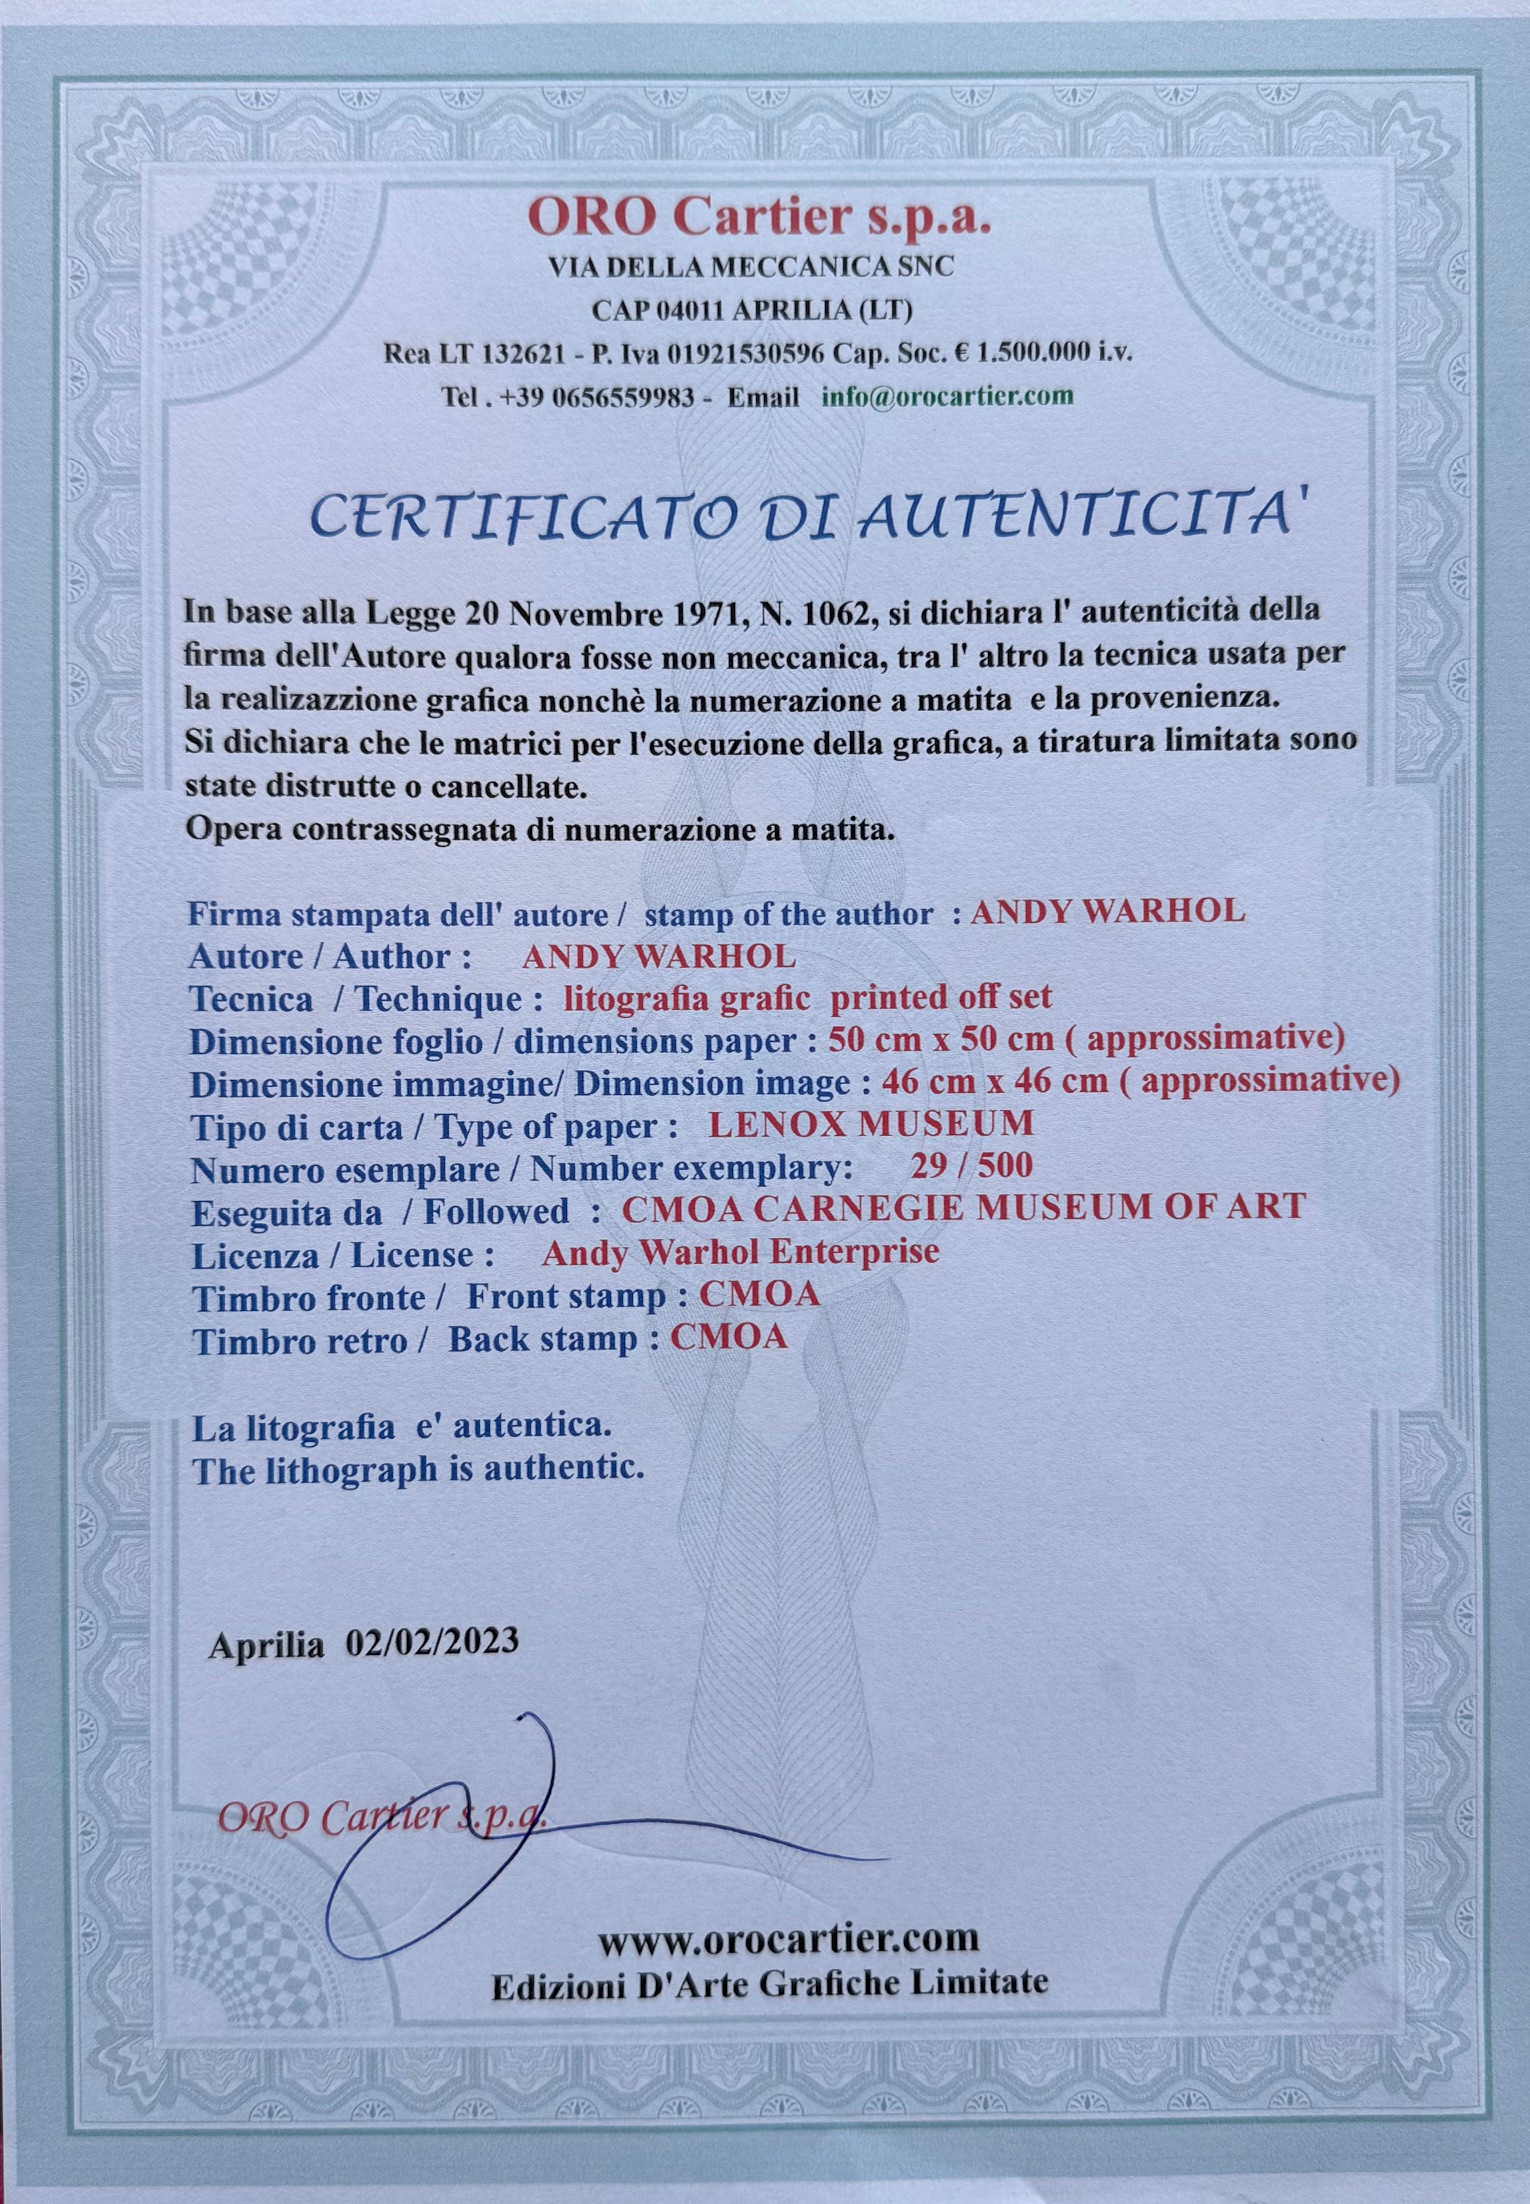 ORO Cartier s.p.a.
VIA DELLA MECCANICA SNC
CAP 04011 APRILIA (LT)
Rea LT 132621 - P. Iva 01921530596 Cap. Soc. € 1.500.000 i.v.
Tel . +39 0656559983 - Email info@orocartier.com
CERTIFICATO DI AUTENTICITA'
In base alla Legge 20 Novembre 1971, N. 1062, si dichiara l' autenticità della
firma dell'Autore qualora fosse non meccanica, tra l' altro la tecnica usata per
la realizazzione grafica nonchè la numerazione a matita e la provenienza.
Si dichiara che le matrici per l'esecuzione della grafica, a tiratura limitata sono
state distrutte o cancellate.
Opera contrassegnata di numerazione a matita.
Firma stampata dell' autore / stamp of the author : ANDY WARHOL
Autore / Author : ANDY WARHOL
Tecnica / Technique : litografia grafic printed off set
Dimensione foglio / dimensions paper : 50 cm x 50 cm ( approssimative)
Dimensione immagine/ Dimension image : 46 cm x 46 cm ( approssimative)
Tipo di carta / Type of paper : LENOX MUSEUM
Numero esemplare / Number exemplary: 29 / 500
Eseguita da / Followed : CMOA CARNEGIE MUSEUM OF ART
Licenza / License : Andy Warhol Enterprise
Timbro fronte / Front stamp : CMOA
Timbro retro / Back stamp : CMOA
La litografia e' autentica.
The lithograph is authentic.
Aprilia 02/02/2023
ORO Cartier s.p.a.
www.orocartier.com
Edizioni D'Arte Grafiche Limitate